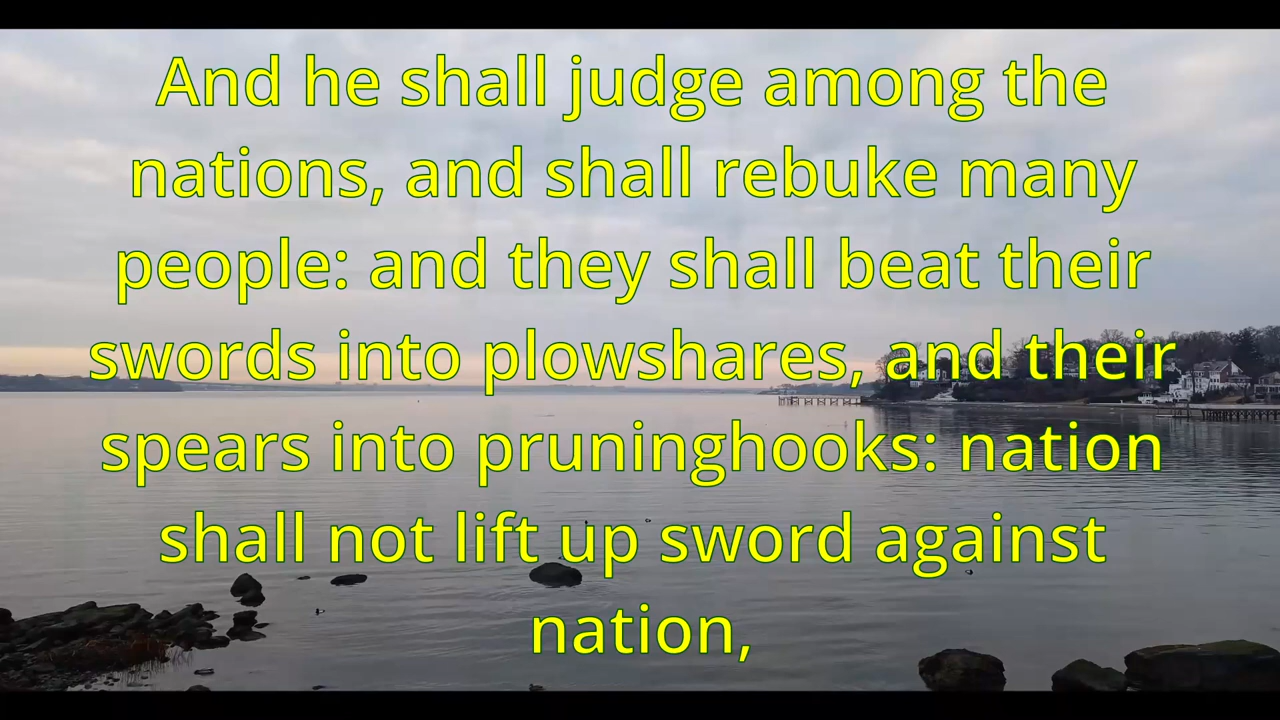 And he shall judge among the
nations, and shall rebuke many
people: and they shall beat their
swords into plowshares, and their
spears into pruninghooks: nation
shall not lift up sword against
nation,